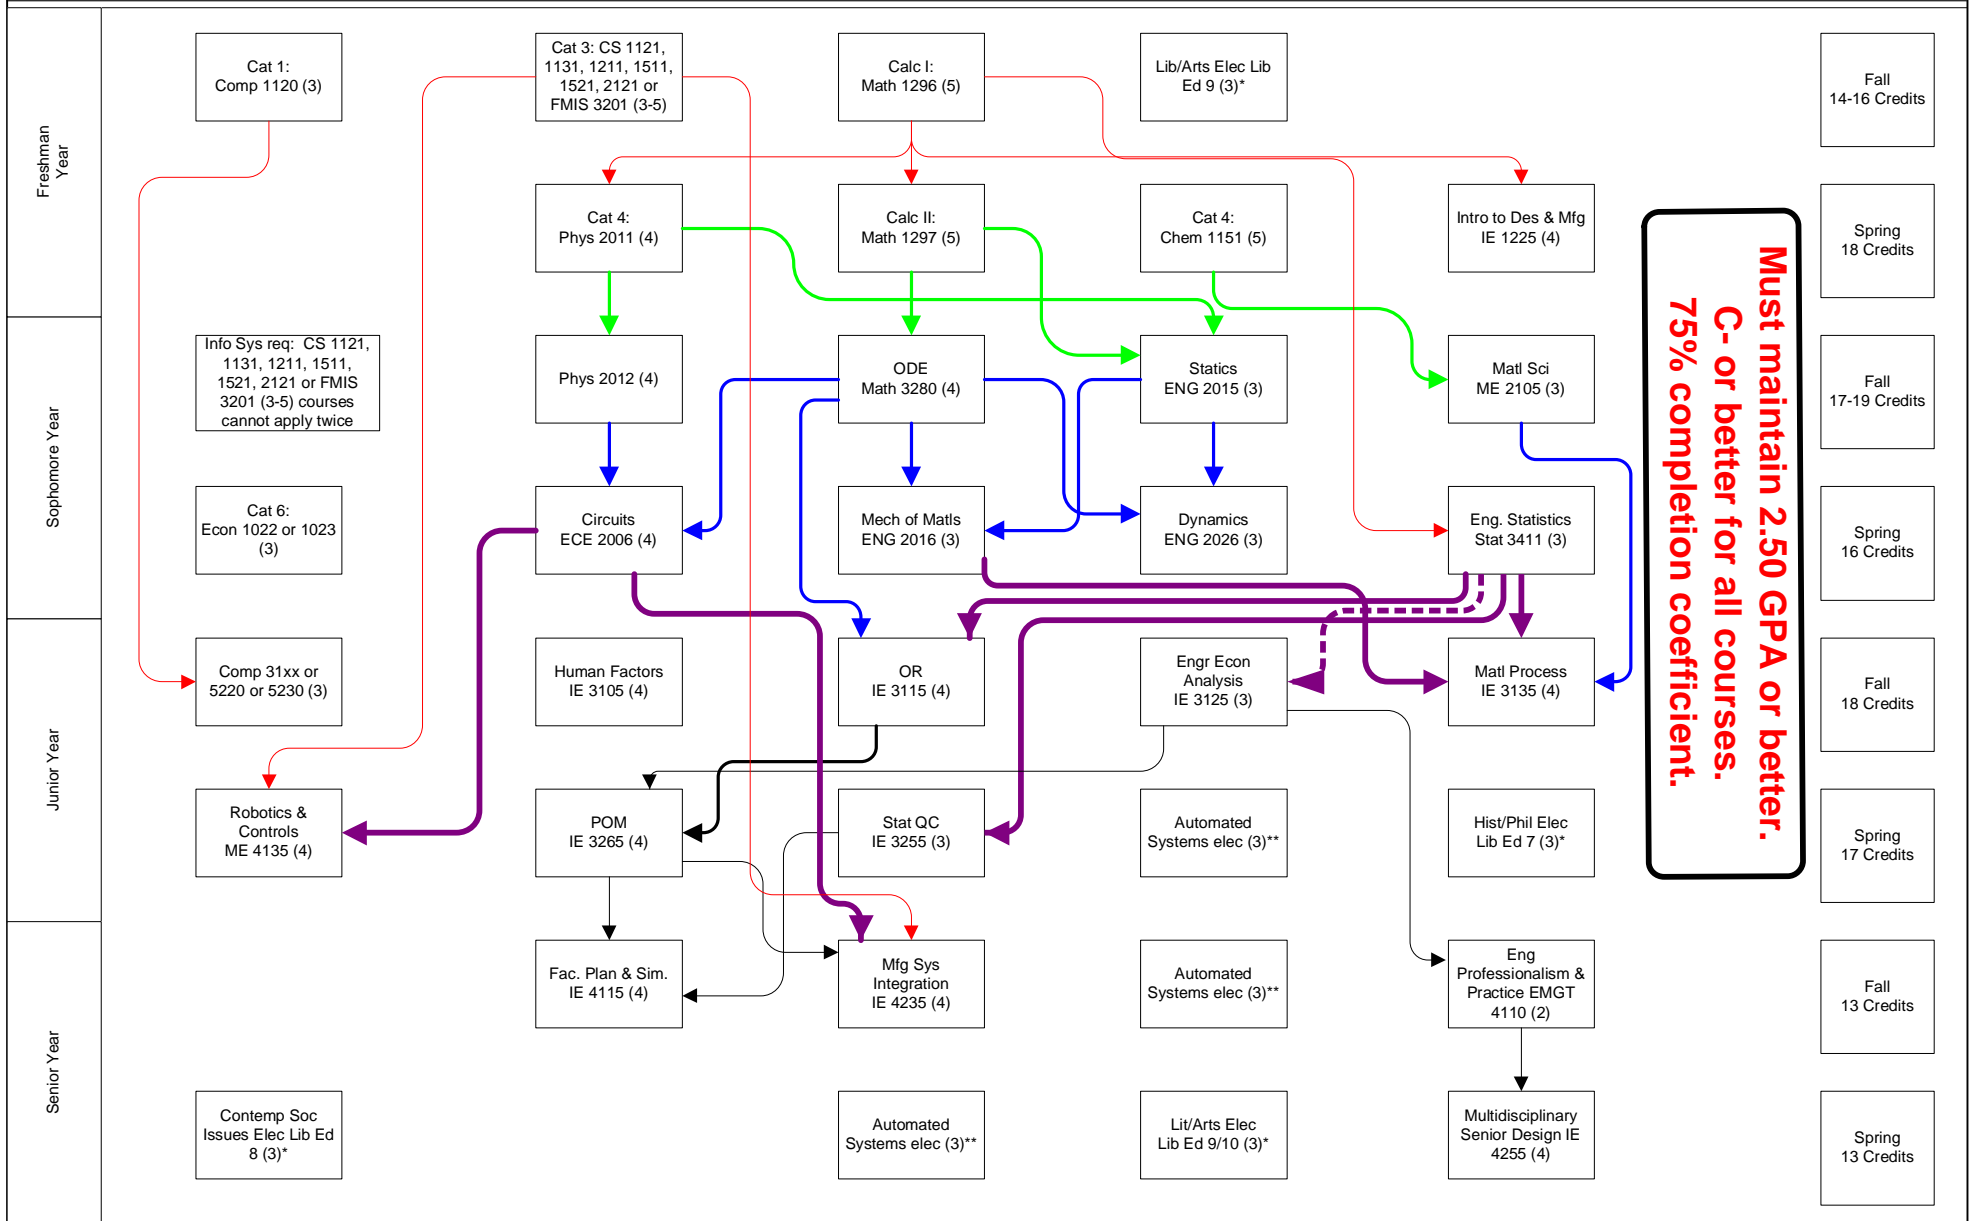 Freshman
Year
Cat 1:
Comp 1120 (3)
Cat 3: CS 1121,
1131, 1211, 1511,
1521, 2121 or
FMIS 3201 (3-5)
Calc I:
Math 1296 (5)
Lib/Arts Elec Lib
Ed 9 (3)*
Fall
14-16 Credits
Cat 4:
Phys 2011 (4)
Calc II:
Math 1297 (5)
Cat 4:
Chem 1151 (5)
Intro to Des & Mfg
IE 1225 (4)
Spring
18 Credits
Must maintain 2.50 GPA or better.
C- or better for all courses.
75% completion coefficient.
Sophomore Year
Info Sys req: CS 1121,
1131, 1211, 1511,
1521, 2121 or FMIS
3201 (3-5) courses
cannot apply twice
Phys 2012 (4)
ODE
Math 3280 (4)
Statics
ENG 2015 (3)
Matl Sci
ME 2105 (3)
Fall
17-19 Credits
Cat 6:
Econ 1022 or 1023
(3)
Circuits
ECE 2006 (4)
Mech of Matls
ENG 2016 (3)
Dynamics
ENG 2026 (3)
Eng. Statistics
Stat 3411 (3)
Spring
16 Credits
Junior Year
Comp 31xx or
5220 or 5230 (3)
Human Factors
IE 3105 (4)
OR
IE 3115 (4)
Engr Econ
Analysis
IE 3125 (3)
Matl Process
IE 3135 (4)
Fall
18 Credits
Robotics &
Controls
ME 4135 (4)
POM
IE 3265 (4)
Stat QC
IE 3255 (3)
Automated
Systems elec (3)**
Hist/Phil Elec
Lib Ed 7 (3)*
Spring
17 Credits
Senior Year
Fac. Plan & Sim.
IE 4115 (4)
Mfg Sys
Integration
IE 4235 (4)
Automated
Systems elec (3)**
Eng
Professionalism &
Practice EMGT
4110 (2)
Fall
13 Credits
Contemp Soc
Issues Elec Lib Ed
8 (3)*
Automated
Systems elec (3)**
Lit/Arts Elec
Lib Ed 9/10 (3)*
Multidisciplinary
Senior Design IE
4255 (4)
Spring
13 Credits